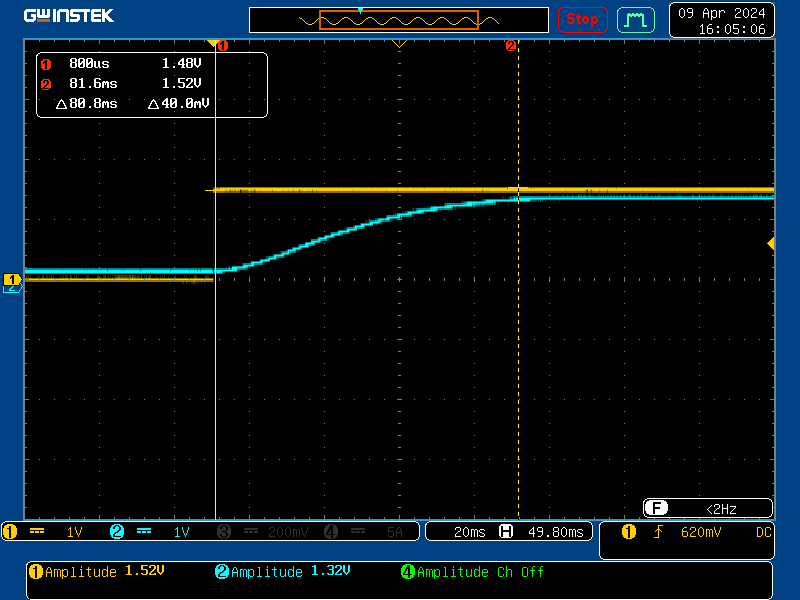 GWINSTEK
Stop
09 Apr 2024
16:05:06
1 2
1 800us 1.48V
2 81.6ms 1.52V
△80.8ms △40.0mV
1
2
F <2Hz
1 1V 2 1V 3 200mV 4 5A
20ms H 49.80ms
1 620mV DC
1 Amplitude 1.52V 2 Amplitude 1.32V 4 Amplitude Ch Off